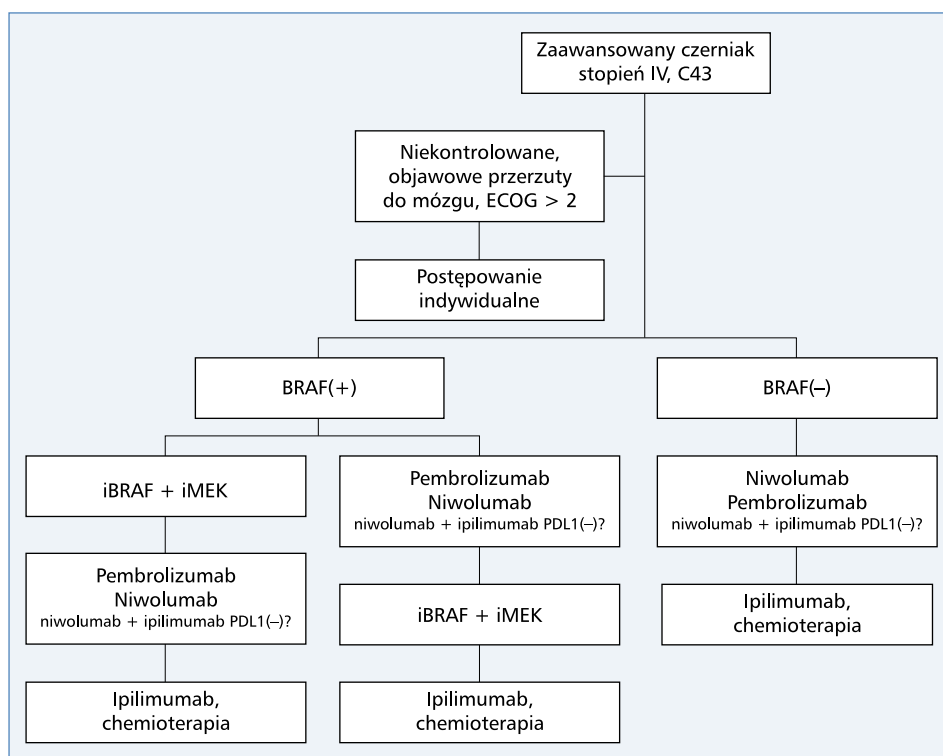 Zaawansowany czerniak
stopień IV, C43
Niekontrolowane,
objawowe przerzuty
do mózgu, ECOG > 2
Postępowanie
indywidualne
BRAF(+)
BRAF(–)
iBRAF + iMEK
Pembrolizumab
Niwolumab
niwolumab + ipilimumab PDL1(–)?
Niwolumab
Pembrolizumab
niwolumab + ipilimumab PDL1(–)?
Pembrolizumab
Niwolumab
niwolumab + ipilimumab PDL1(–)?
iBRAF + iMEK
Ipilimumab,
chemioterapia
Ipilimumab,
chemioterapia
Ipilimumab,
chemioterapia